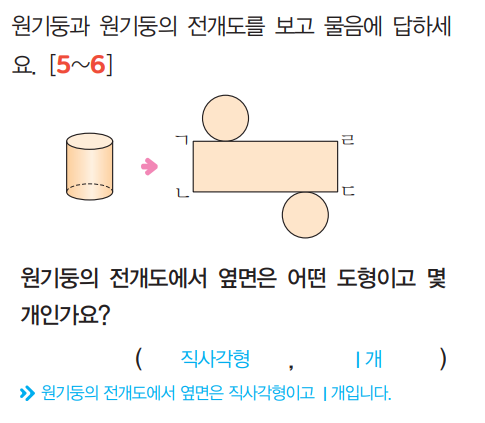 원기둥과 원기둥의 전개도를 보고 물음에 답하세
요. [5~6]
ㄱ ㄹ
ㄴ ㄷ
원기둥의 전개도에서 옆면은 어떤 도형이고 몇
개인가요?
( 직사각형 , 1개 )
원기둥의 전개도에서 옆면은 직사각형이고 1개입니다.